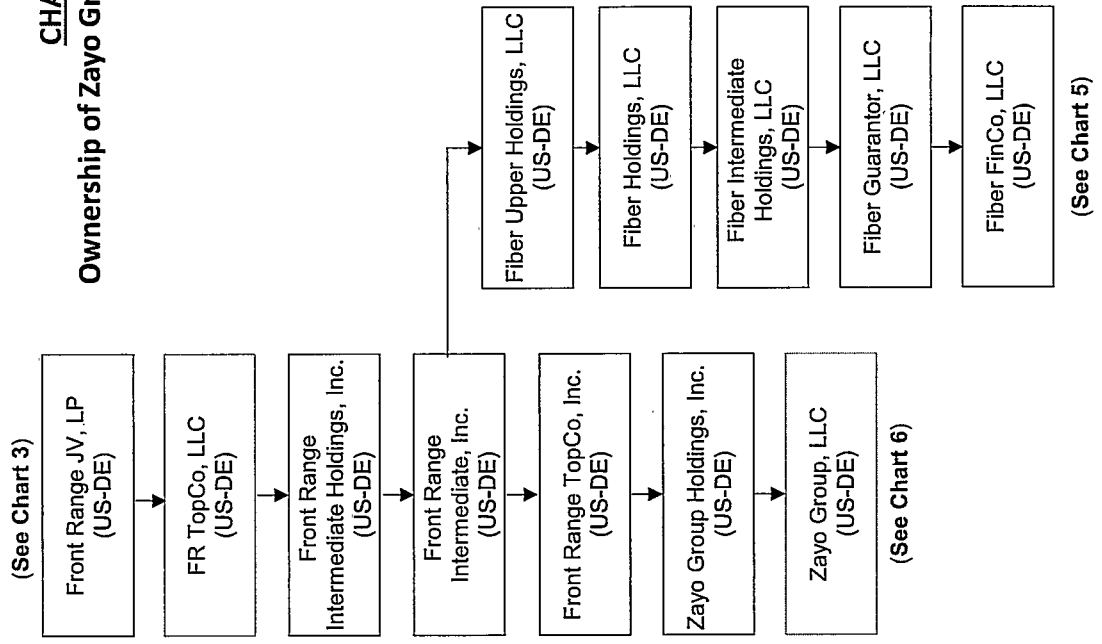 CHA
Ownership of Zayo Gr
(See Chart 3)
Front Range JV, LP
(US-DE)
FR TopCo, LLC
(US-DE)
Front Range
Intermediate Holdings, Inc.
(US-DE)
Front Range
Intermediate, Inc.
(US-DE)
Front Range TopCo, Inc.
(US-DE)
Zayo Group Holdings, Inc.
(US-DE)
Zayo Group, LLC
(US-DE)
(See Chart 6)
Fiber Upper Holdings, LLC
(US-DE)
Fiber Holdings, LLC
(US-DE)
Fiber Intermediate
Holdings, LLC
(US-DE)
Fiber Guarantor, LLC
(US-DE)
Fiber FinCo, LLC
(US-DE)
(See Chart 5)